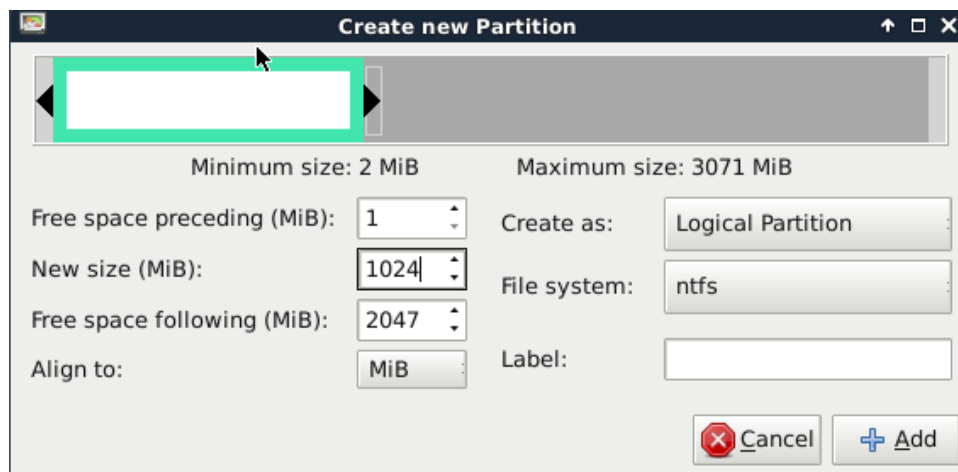 Create new Partition
Minimum size: 2 MiB
Maximum size: 3071 MiB
Free space preceding (MiB): 1
New size (MiB): 1024
Free space following (MiB): 2047
Align to: MiB
Create as: Logical Partition
File system: ntfs
Label:
Cancel
Add